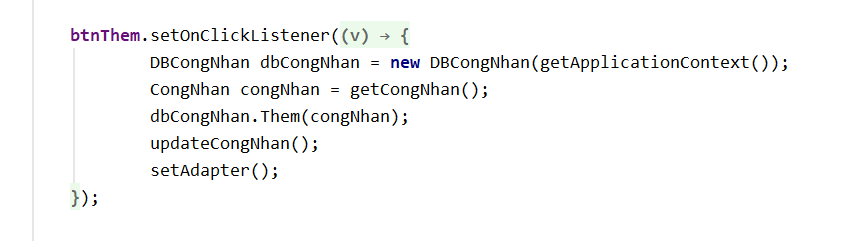 btnThem.setOnClickListener((v) → {
DBCongNhan dbCongNhan = new DBCongNhan(getApplicationContext());
CongNhan congNhan = getCongNhan();
dbCongNhan.Them(congNhan);
updateCongNhan();
setAdapter();
});